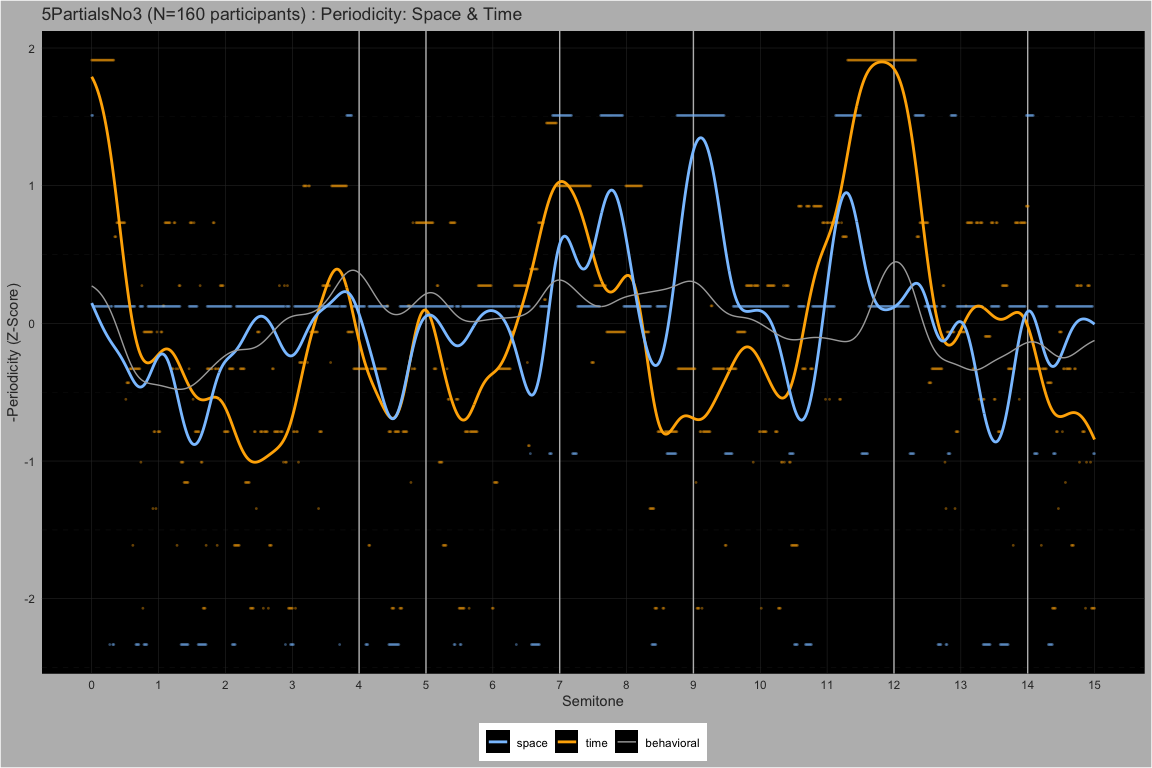 5PartialsNo3 (N=160 participants) : Periodicity: Space & Time
-Periodicity (Z-Score)
2
1
0
-1
-2
0 1 2 3 4 5 6 7 8 9 10 11 12 13 14 15
Semitone
space time behavioral